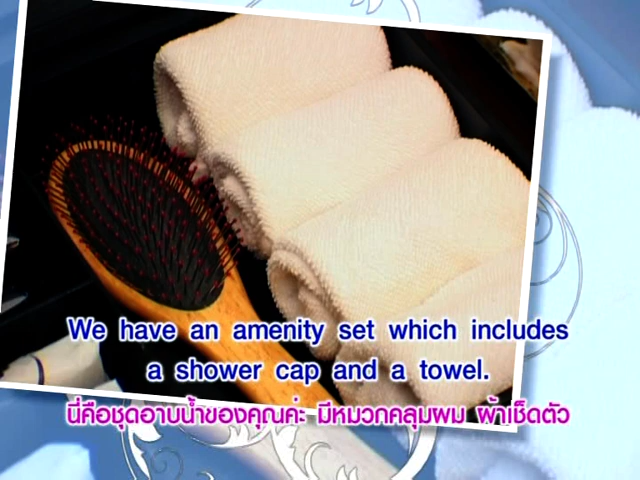 We have an amenity set which includes
a shower cap and a towel.
นี่คือชุดอาบน้ำของคุณค่ะ มีหมวกคลุมผม ผ้าเช็ดตัว